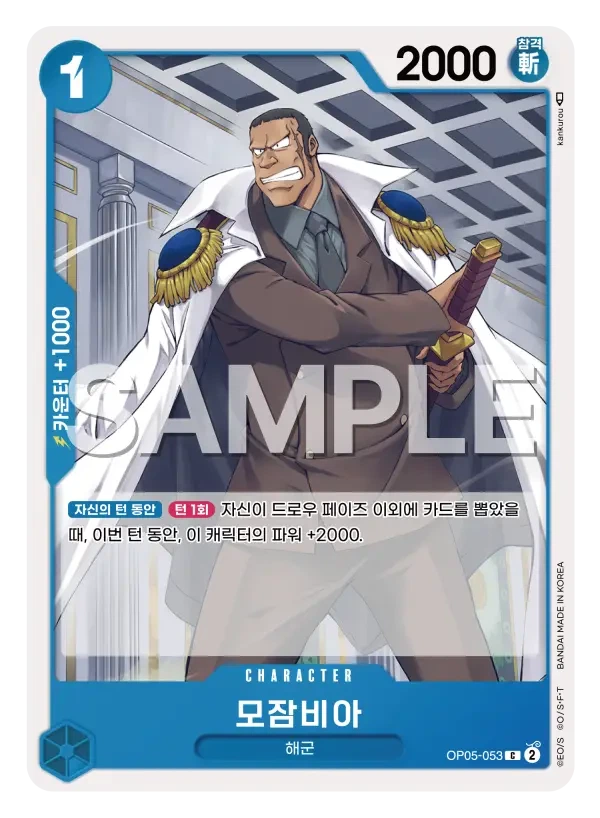 1
2000
참격
斬
kankurou
카운터 +1000
SAMPLE
자신의 턴 동안 턴 1회 자신이 드로우 페이즈 이외에 카드를 뽑았을
때, 이번 턴 동안, 이 캐릭터의 파워 +2000.
CHARACTER
모잠비아
해군
OP05-053 C 2
©EO/S ©O/S·F·T BANDAI MADE IN KOREA